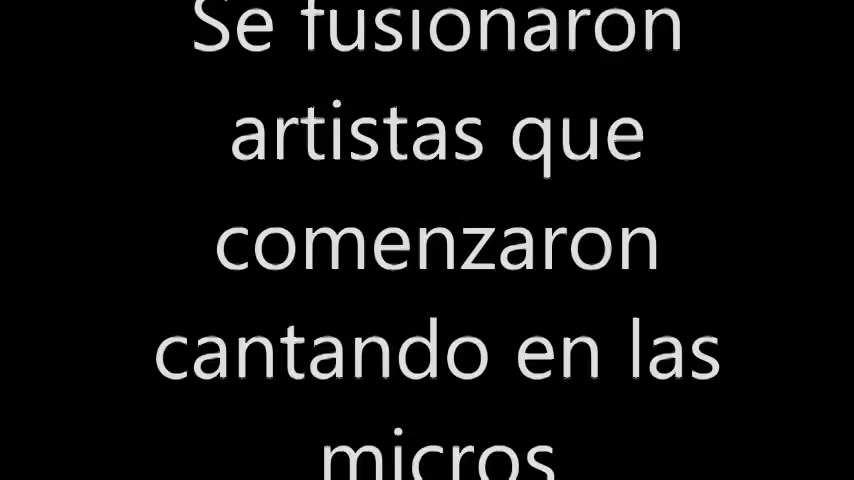 Se fusionaron
artistas que
comenzaron
cantando en las
micros